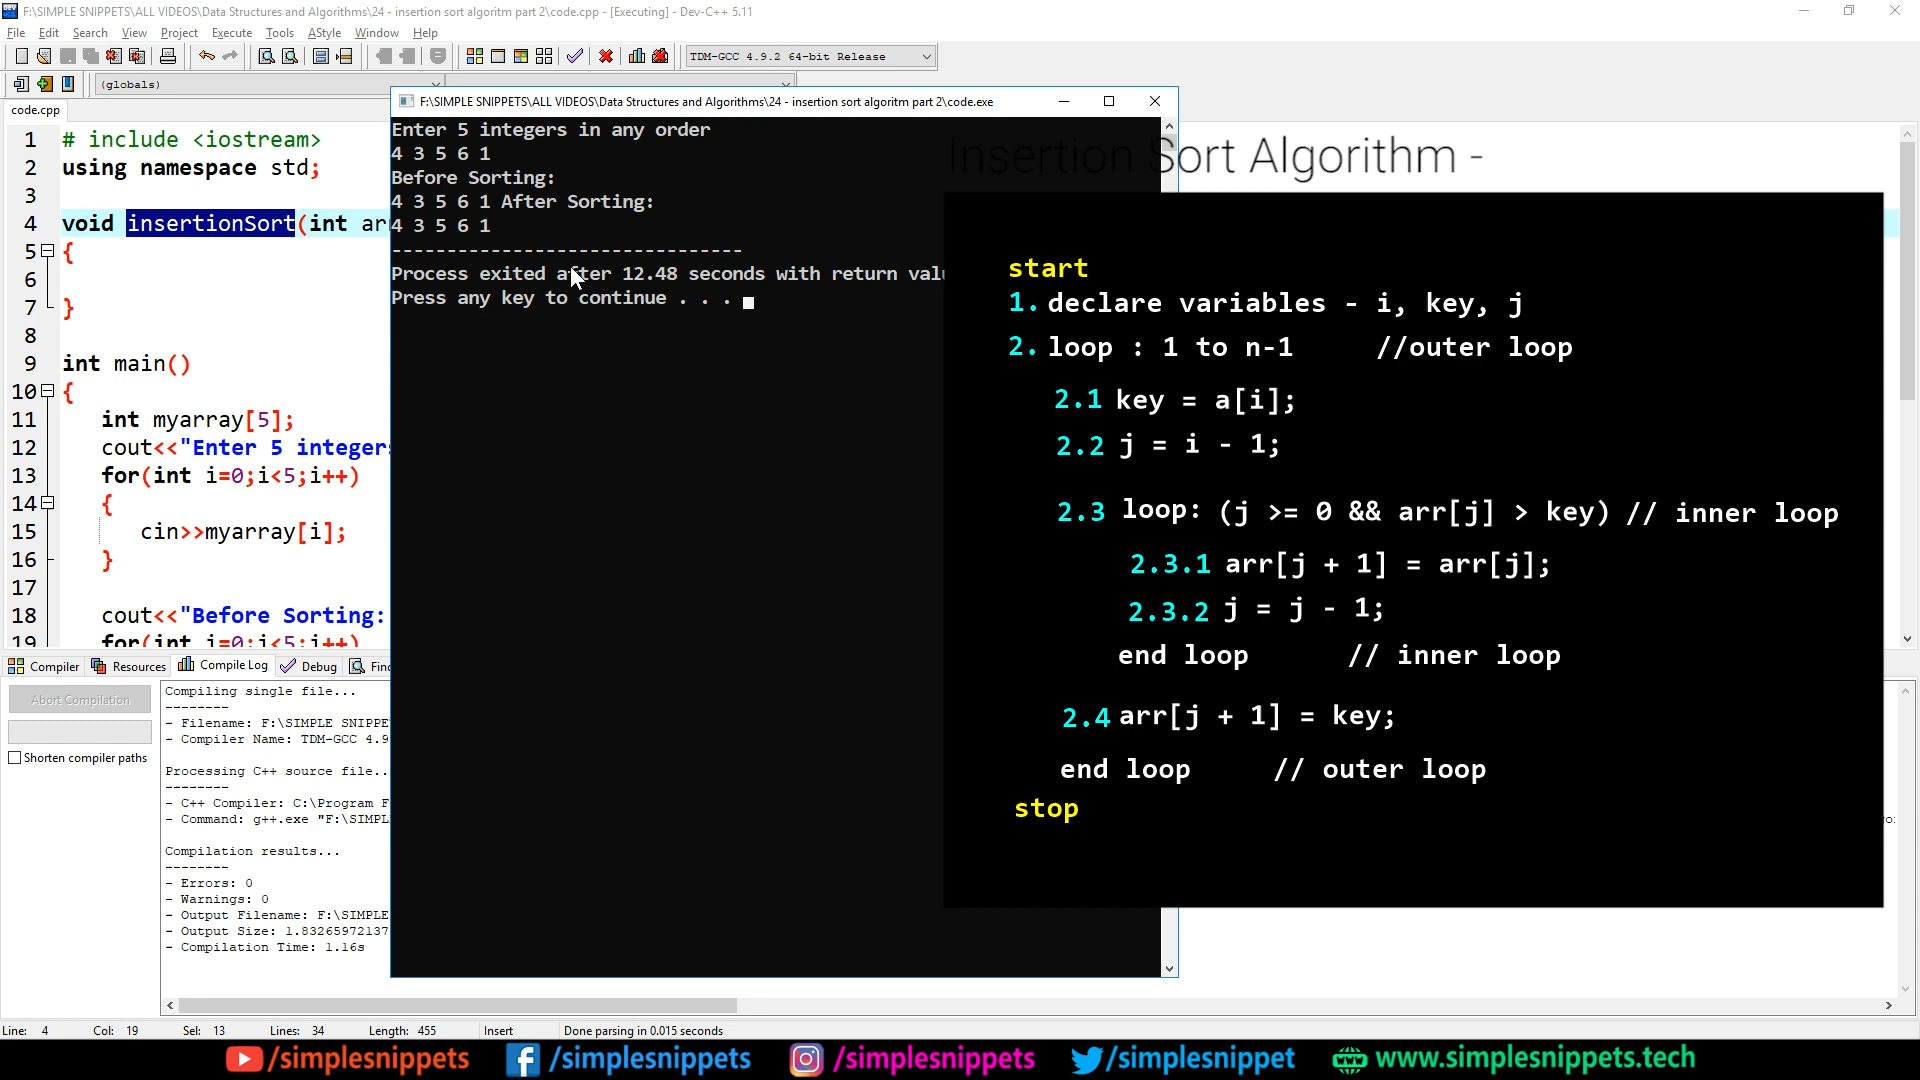 F:\SIMPLE SNIPPETS\ALL VIDEOS\Data Structures and Algorithms\24 - insertion sort algoritm part 2\code.cpp - [Executing] - Dev-C++ 5.11
File Edit Search View Project Execute Tools AStyle Window Help
TDM-GCC 4.9.2 64-bit Release
(globals)
code.cpp
1 # include <iostream>
2 using namespace std;
3
4 void insertionSort(int arr
5 {
6
7 }
8
9 int main()
10 {
11 int myarray[5];
12 cout<<"Enter 5 integers
13 for(int i=0;i<5;i++)
14 {
15 cin>>myarray[i];
16 }
17
18 cout<<"Before Sorting:
19 for(int i=0;i<5;i++)
F:\SIMPLE SNIPPETS\ALL VIDEOS\Data Structures and Algorithms\24 - insertion sort algoritm part 2\code.exe
Enter 5 integers in any order
4 3 5 6 1
Before Sorting:
4 3 5 6 1 After Sorting:
4 3 5 6 1
--------------------------------
Process exited after 12.48 seconds with return valu
Press any key to continue . . .
Insertion Sort Algorithm -
start
1. declare variables - i, key, j
2. loop : 1 to n-1 //outer loop
2.1 key = a[i];
2.2 j = i - 1;
2.3 loop: (j >= 0 && arr[j] > key) // inner loop
2.3.1 arr[j + 1] = arr[j];
2.3.2 j = j - 1;
end loop // inner loop
2.4 arr[j + 1] = key;
end loop // outer loop
stop
Compiler Resources Compile Log Debug Find
Abort Compilation
Shorten compiler paths
Compiling single file...
--------
- Filename: F:\SIMPLE SNIPPE
- Compiler Name: TDM-GCC 4.9
Processing C++ source file..
--------
- C++ Compiler: C:\Program F
- Command: g++.exe "F:\SIMPL
Compilation results...
--------
- Errors: 0
- Warnings: 0
- Output Filename: F:\SIMPLE
- Output Size: 1.83265972137
- Compilation Time: 1.16s
Line: 4 Col: 19 Sel: 13 Lines: 34 Length: 455 Insert Done parsing in 0.015 seconds
/simplesnippets /simplesnippets /simplesnippets /simplesnippet www.simplesnippets.tech